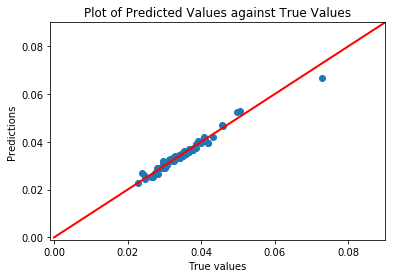 Plot of Predicted Values against True Values
Predictions
0.08
0.06
0.04
0.02
0.00
0.00 0.02 0.04 0.06 0.08
True values